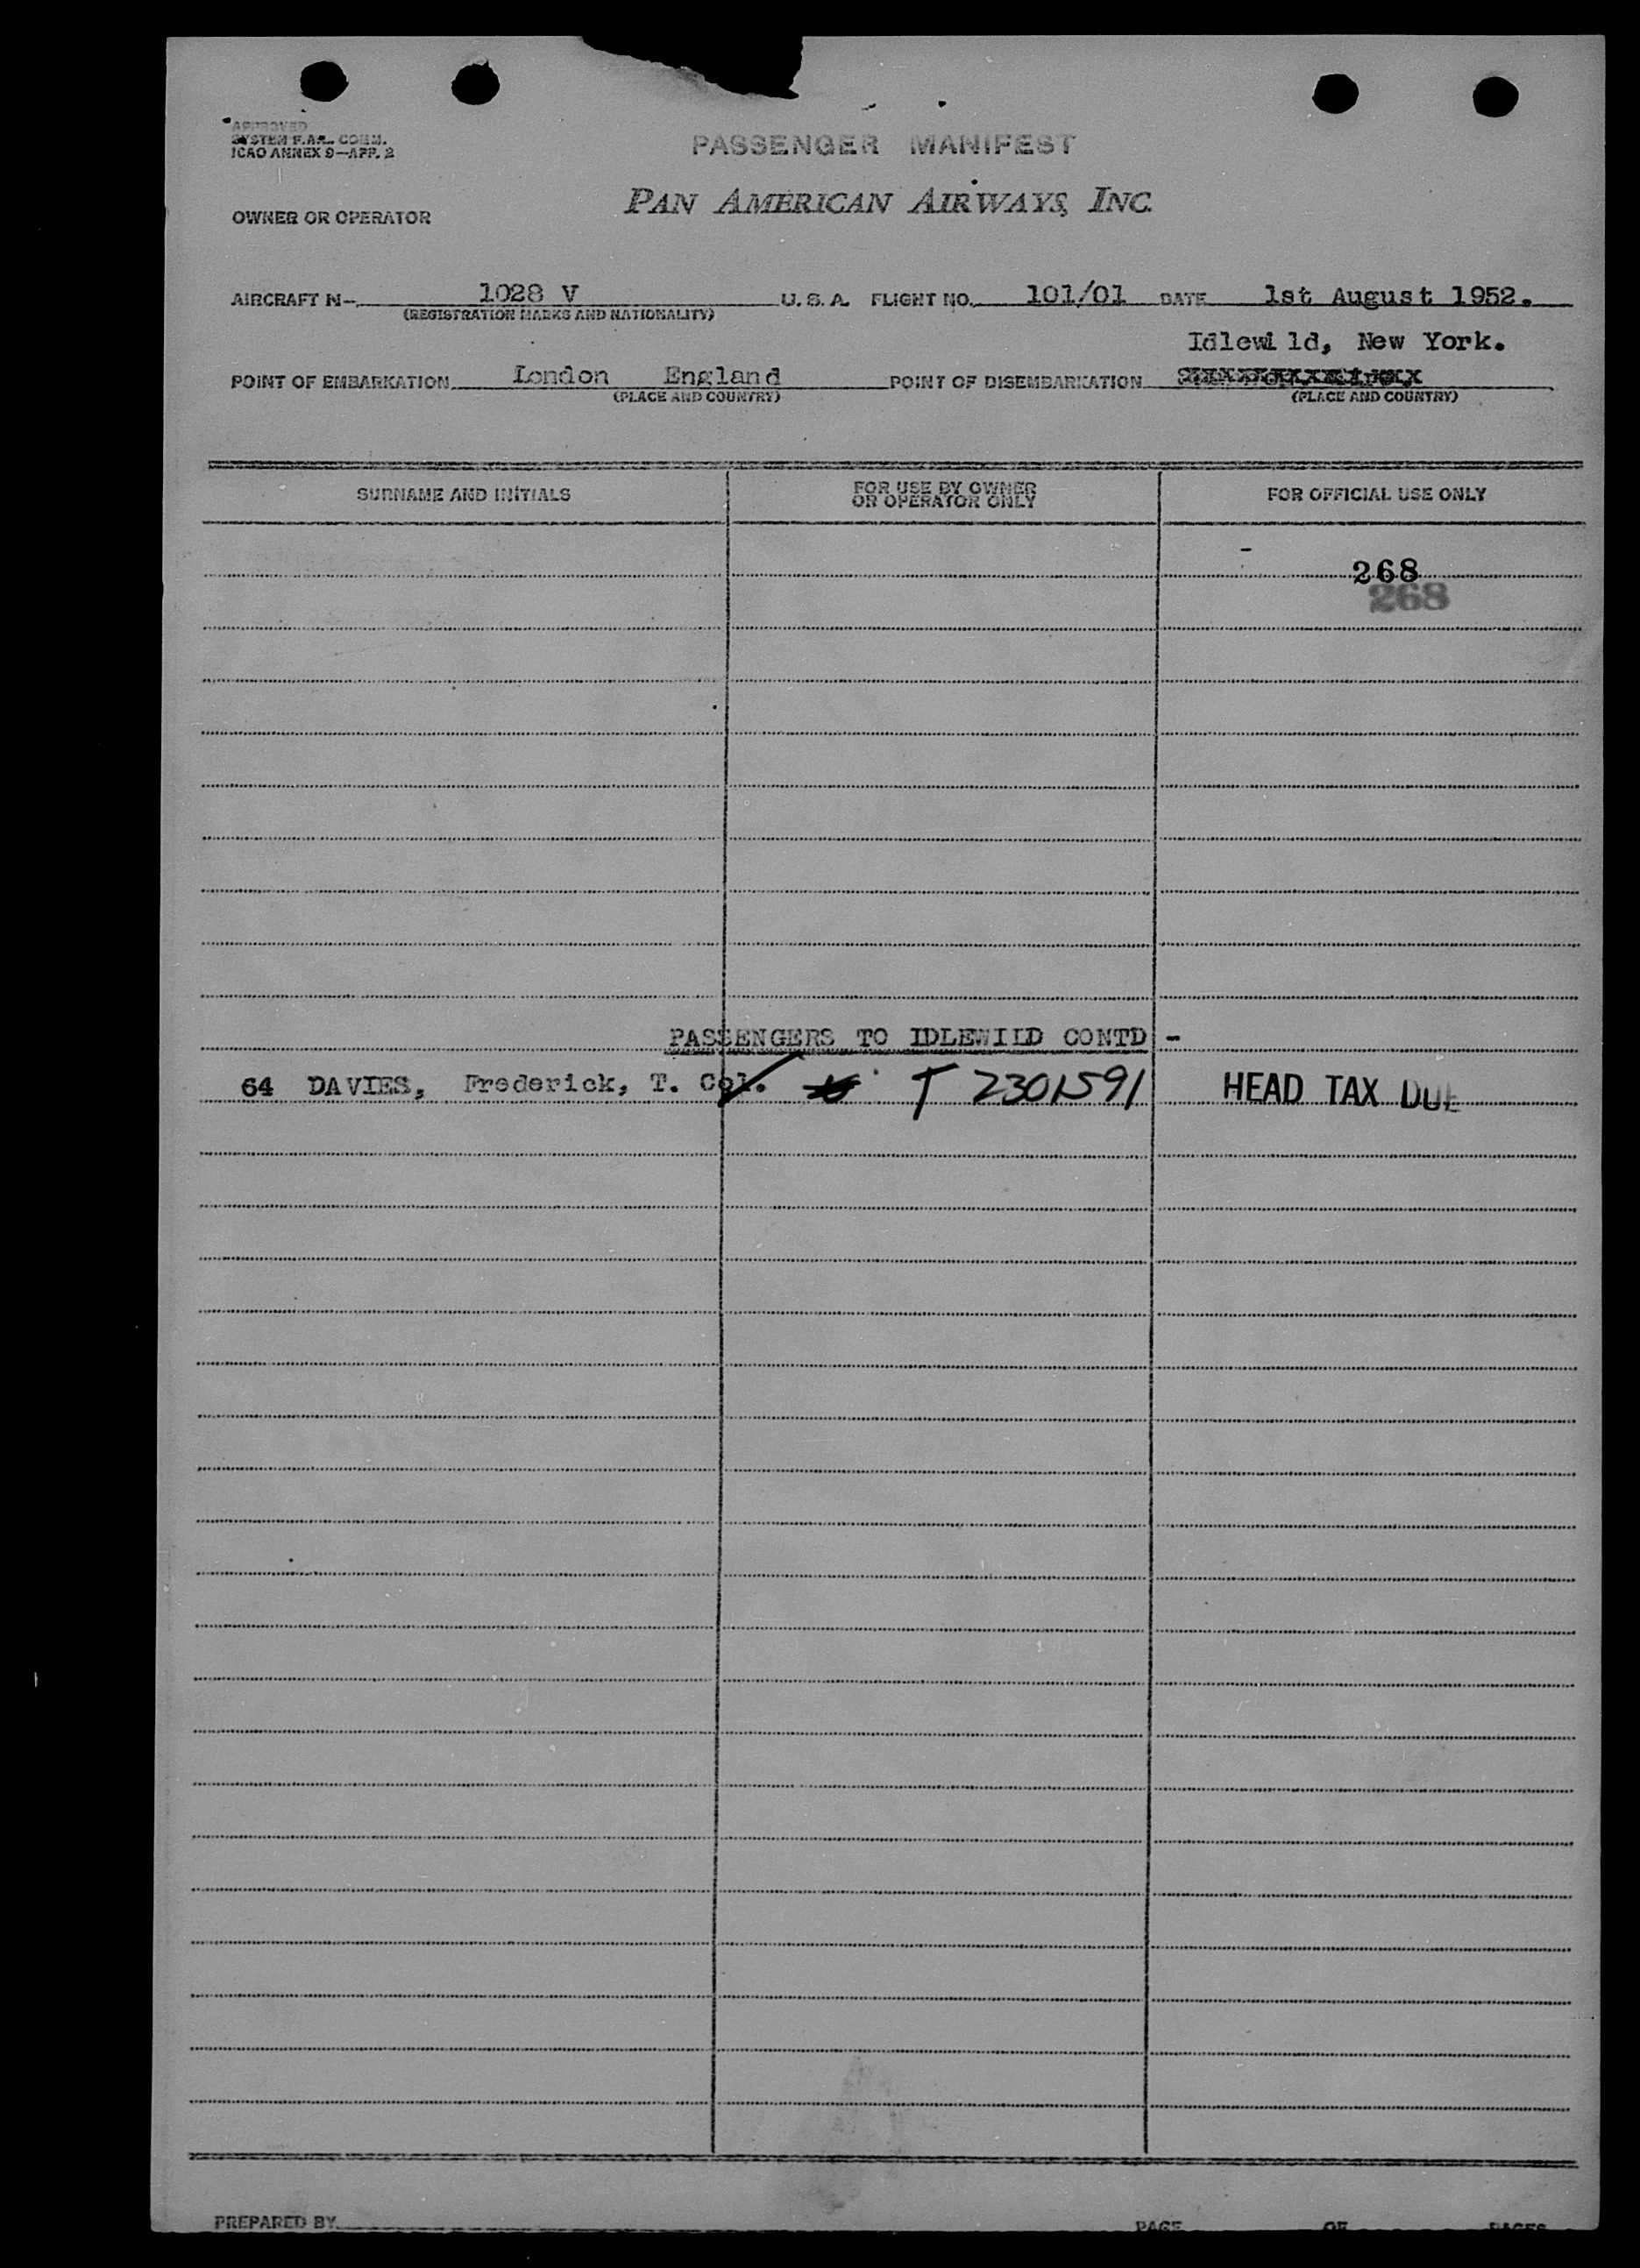 APPROVED
SYSTEM F.A.L. COMM.
ICAO ANNEX 9—APP. 2
PASSENGER MANIFEST
PAN AMERICAN AIRWAYS, INC.
OWNER OR OPERATOR
AIRCRAFT N- 1028 V U. S. A. FLIGHT NO. 101/01 DATE 1st August 1952.
(REGISTRATION MARKS AND NATIONALITY)
Idlewild, New York.
POINT OF EMBARKATION London England POINT OF DISEMBARKATION
(PLACE AND COUNTRY) (PLACE AND COUNTRY)
SURNAME AND INITIALS FOR USE BY OWNER OR OPERATOR ONLY FOR OFFICIAL USE ONLY
268
268
PASSENGERS TO IDLEWILD CONTD -
64 DAVIES, Frederick, T. Col. T 2301591 HEAD TAX DUE
PREPARED BY PAGE OF PAGES